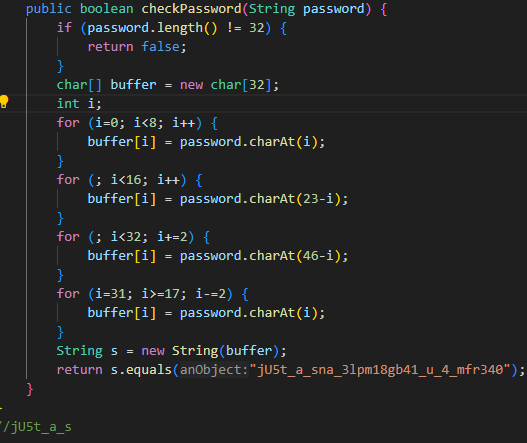 public boolean checkPassword(String password) {
if (password.length() != 32) {
return false;
}
char[] buffer = new char[32];
int i;
for (i=0; i<8; i++) {
buffer[i] = password.charAt(i);
}
for (; i<16; i++) {
buffer[i] = password.charAt(23-i);
}
for (; i<32; i+=2) {
buffer[i] = password.charAt(46-i);
}
for (i=31; i>=17; i-=2) {
buffer[i] = password.charAt(i);
}
String s = new String(buffer);
return s.equals(anObject:"jU5t_a_sna_3lpm18gb41_u_4_mfr340");
}
//jU5t_a_s